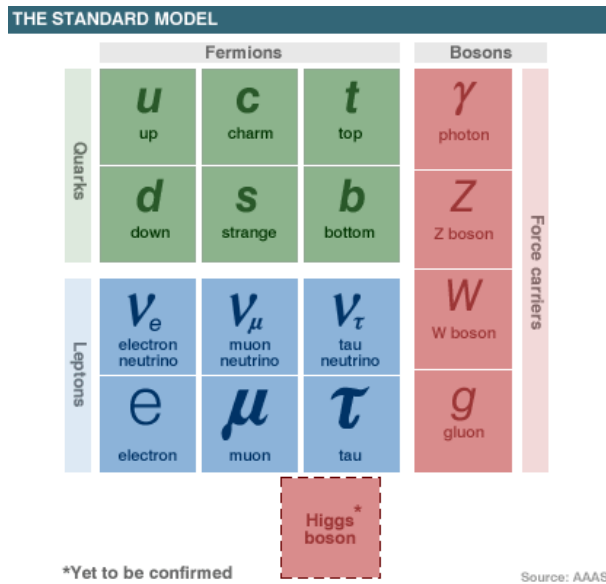 THE STANDARD MODEL
Fermions
Bosons
Quarks
u
up
c
charm
t
top
d
down
s
strange
b
bottom
Leptons
νe
electron
neutrino
νμ
muon
neutrino
ντ
tau
neutrino
e
electron
μ
muon
τ
tau
γ
photon
Z
Z boson
W
W boson
g
gluon
Force carriers
Higgs*
boson
*Yet to be confirmed
Source: AAAS